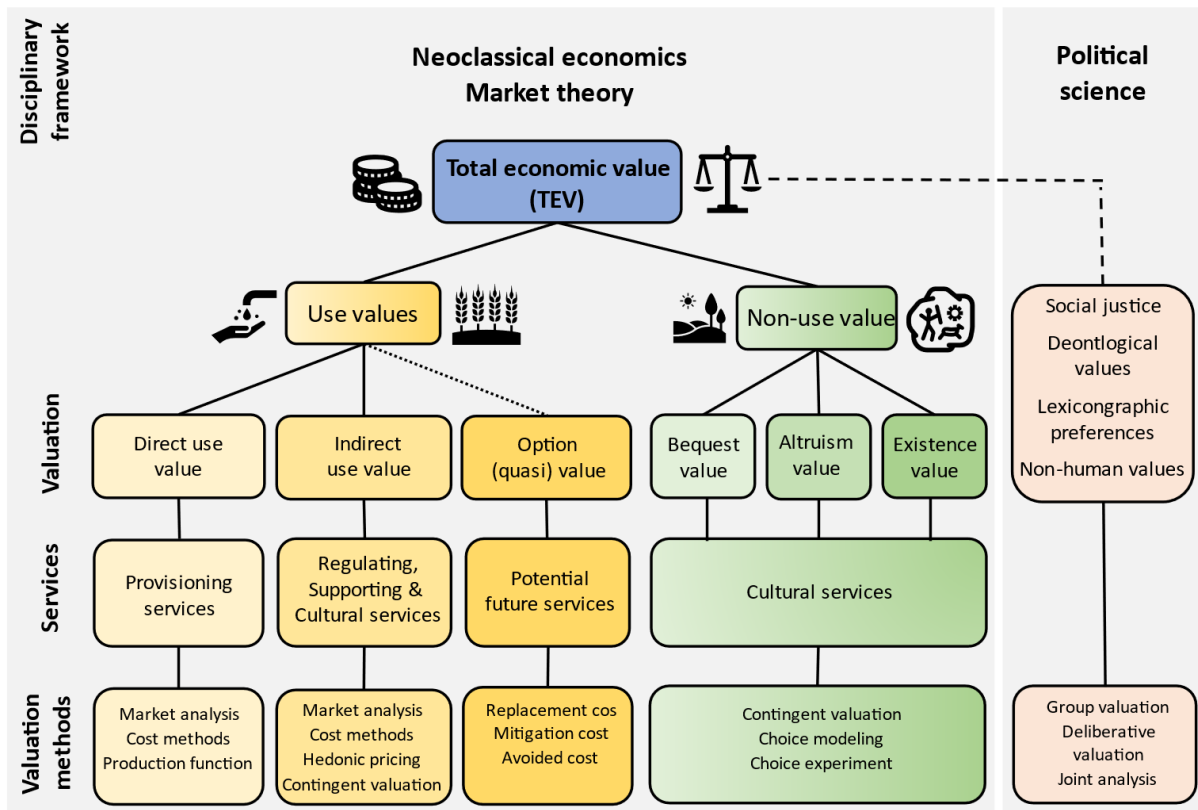 Disciplinary
framework
Neoclassical economics
Market theory
Political
science
Total economic value
(TEV)
Use values
Non-use value
Social justice
Deontlogical
values
Lexicongraphic
preferences
Non-human values
Valuation
Direct use
value
Indirect
use value
Option
(quasi) value
Bequest
value
Altruism
value
Existence
value
Services
Provisioning
services
Regulating,
Supporting &
Cultural services
Potential
future services
Cultural services
Valuation
methods
Market analysis
Cost methods
Production function
Market analysis
Cost methods
Hedonic pricing
Contingent valuation
Replacement cos
Mitigation cost
Avoided cost
Contingent valuation
Choice modeling
Choice experiment
Group valuation
Deliberative
valuation
Joint analysis